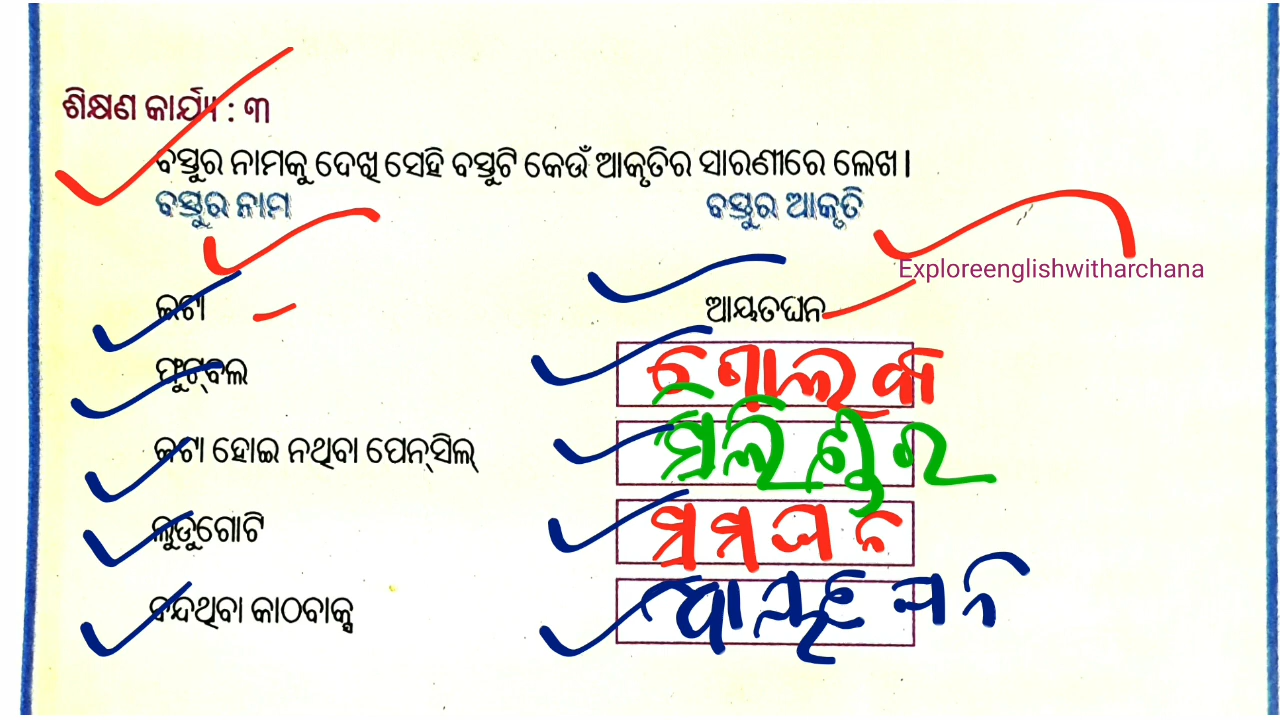 ଶିକ୍ଷଣ କାର୍ଯ୍ୟ : ୩
ବସ୍ତୁର ନାମକୁ ଦେଖି ସେହି ବସ୍ତୁଟି କେଉଁ ଆକୃତିର ସାରଣୀରେ ଲେଖ ।
ବସ୍ତୁର ନାମ ବସ୍ତୁର ଆକୃତି
Exploreenglishwitharchana
ଇଟା ଆୟତଘନ
ଫୁଟ୍‌ବଲ ଗୋଲକ
କଟା ହୋଇ ନଥିବା ପେନ୍‌ସିଲ୍ ସିଲିଣ୍ଡର
ଲୁଡୁଗୋଟି ସମଘନ
ବନ୍ଦଥିବା କାଠବାକ୍ସ